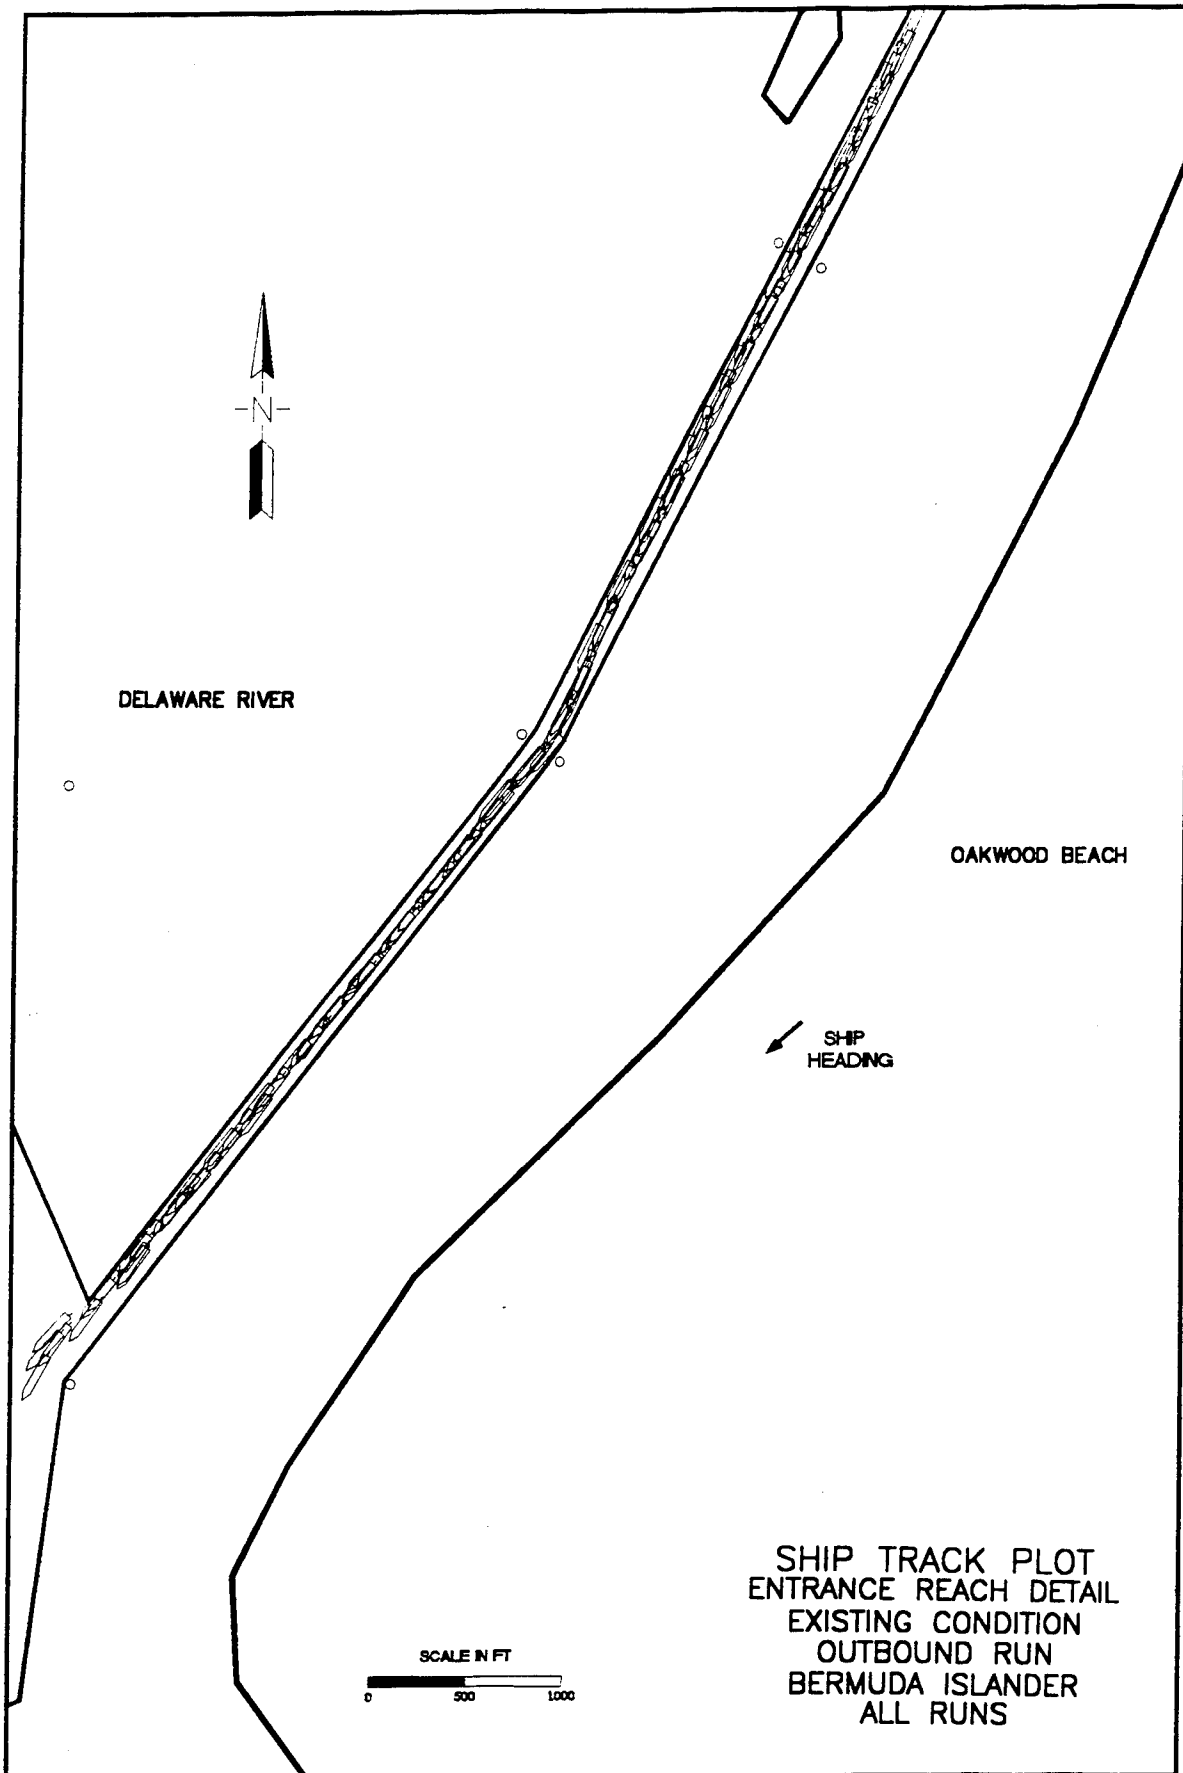 -N-
DELAWARE RIVER
OAKWOOD BEACH
SHIP
HEADING
SCALE IN FT
0 500 1000
SHIP TRACK PLOT
ENTRANCE REACH DETAIL
EXISTING CONDITION
OUTBOUND RUN
BERMUDA ISLANDER
ALL RUNS